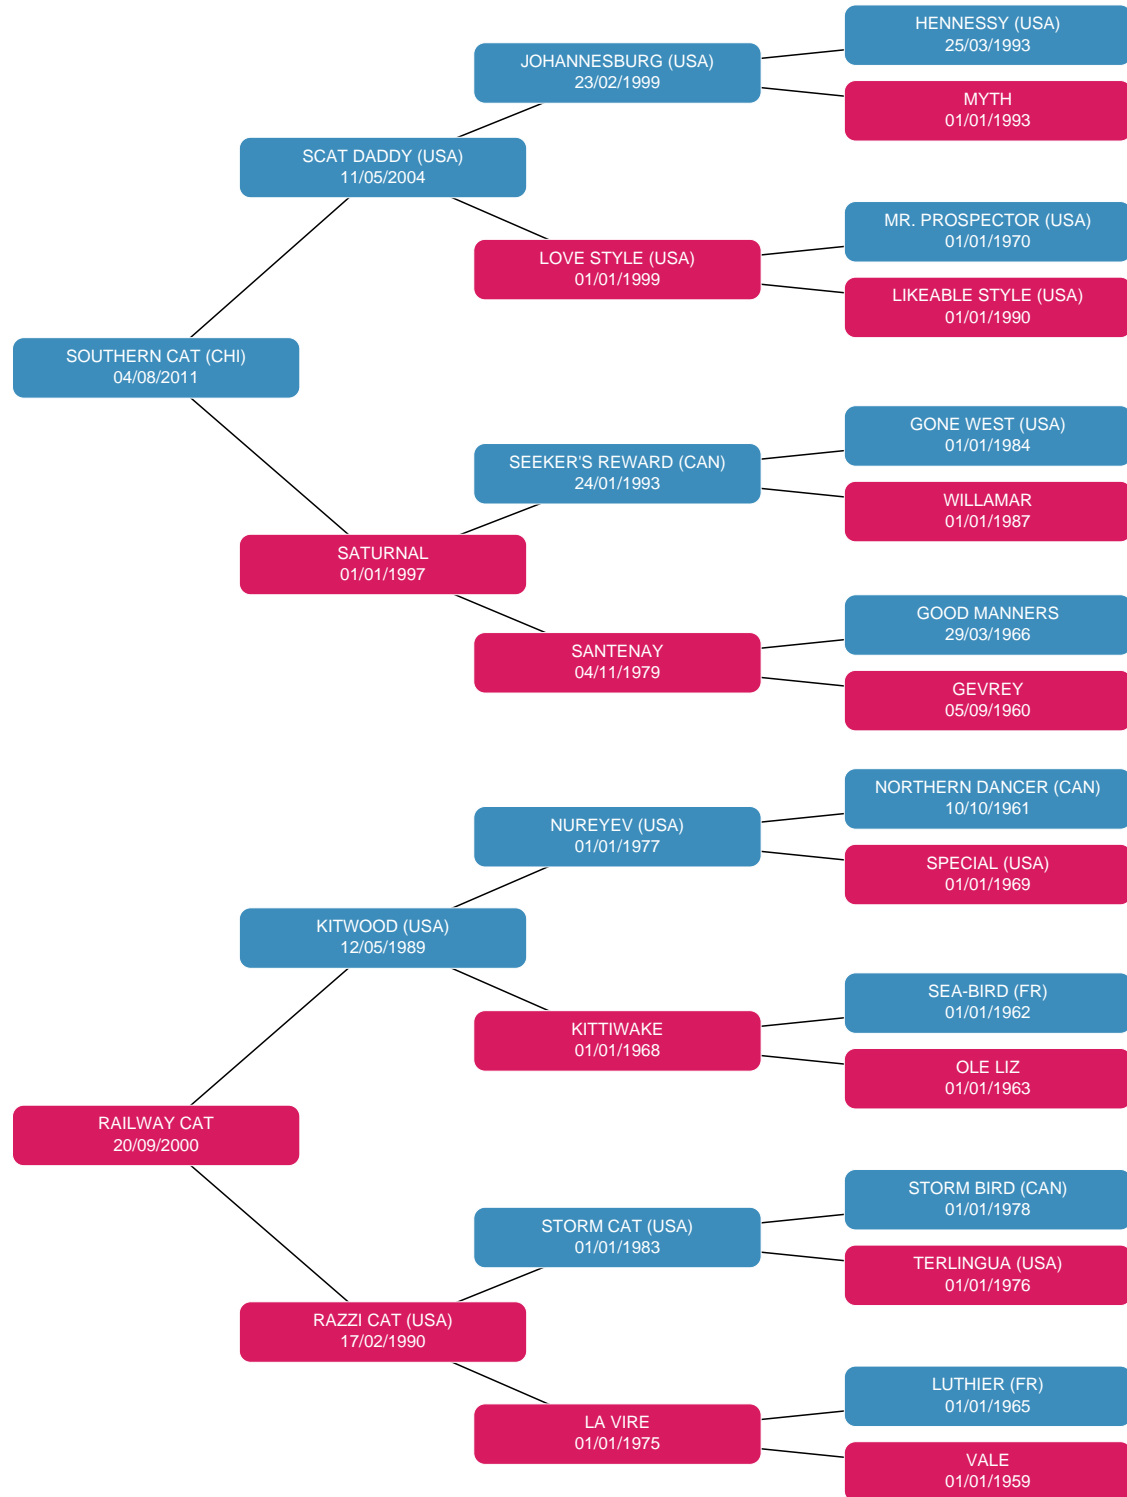 HENNESSY (USA)
25/03/1993
JOHANNESBURG (USA)
23/02/1999
MYTH
01/01/1993
SCAT DADDY (USA)
11/05/2004
MR. PROSPECTOR (USA)
01/01/1970
LOVE STYLE (USA)
01/01/1999
LIKEABLE STYLE (USA)
01/01/1990
SOUTHERN CAT (CHI)
04/08/2011
GONE WEST (USA)
01/01/1984
SEEKER'S REWARD (CAN)
24/01/1993
WILLAMAR
01/01/1987
SATURNAL
01/01/1997
GOOD MANNERS
29/03/1966
SANTENAY
04/11/1979
GEVREY
05/09/1960
NORTHERN DANCER (CAN)
10/10/1961
NUREYEV (USA)
01/01/1977
SPECIAL (USA)
01/01/1969
KITWOOD (USA)
12/05/1989
SEA-BIRD (FR)
01/01/1962
KITTIWAKE
01/01/1968
OLE LIZ
01/01/1963
RAILWAY CAT
20/09/2000
STORM BIRD (CAN)
01/01/1978
STORM CAT (USA)
01/01/1983
TERLINGUA (USA)
01/01/1976
RAZZI CAT (USA)
17/02/1990
LUTHIER (FR)
01/01/1965
LA VIRE
01/01/1975
VALE
01/01/1959